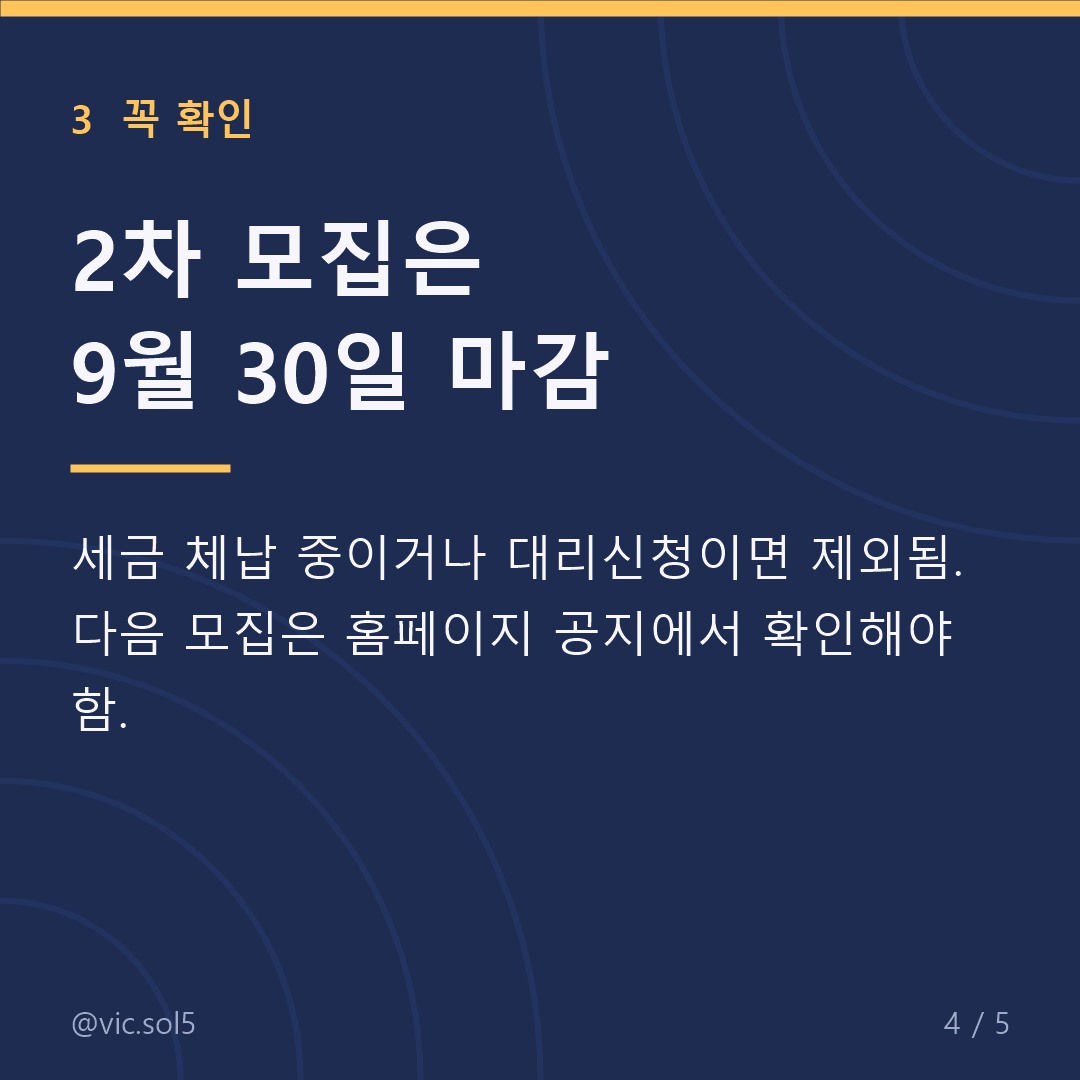 3 꼭 확인
2차 모집은
9월 30일 마감
세금 체납 중이거나 대리신청이면 제외됨.
다음 모집은 홈페이지 공지에서 확인해야
함.
@vic.sol5
4 / 5